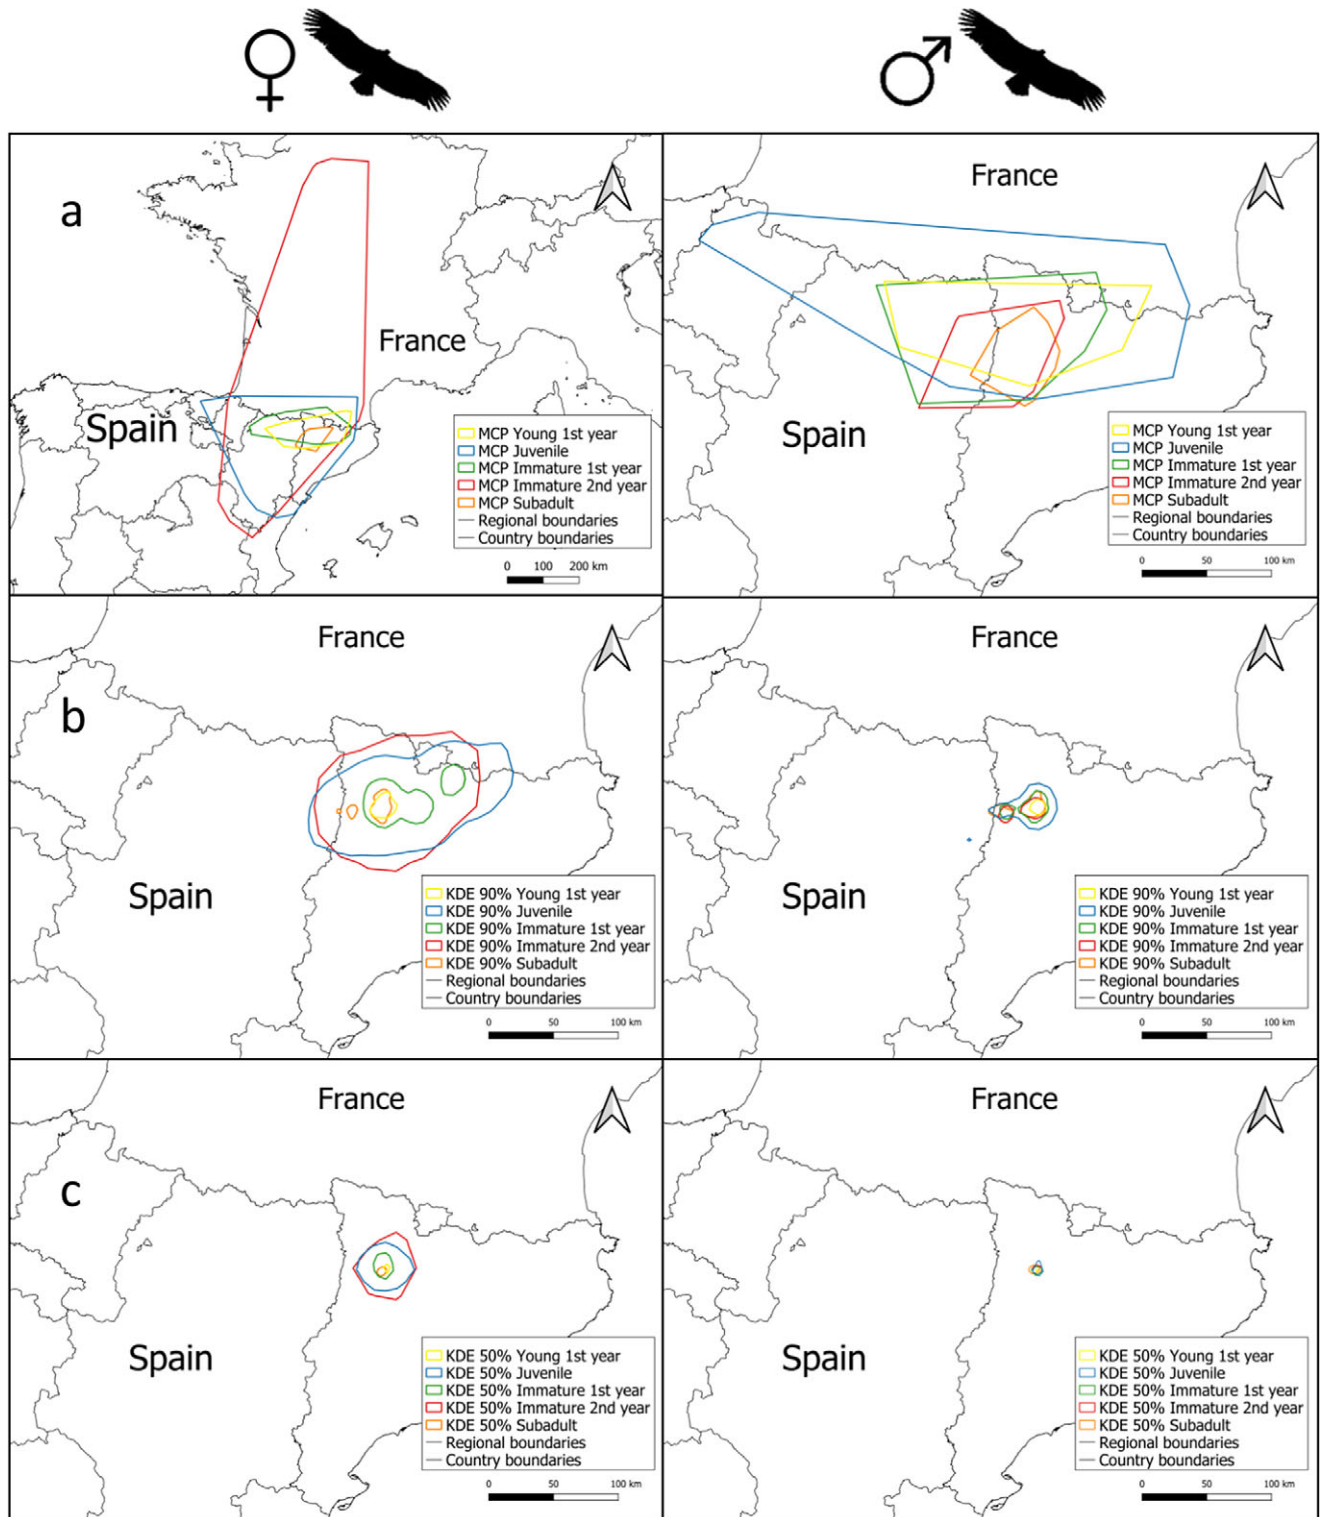 a
France
Spain
MCP Young 1st year
MCP Juvenile
MCP Immature 1st year
MCP Immature 2nd year
MCP Subadult
Regional boundaries
Country boundaries
0 100 200 km
France
Spain
MCP Young 1st year
MCP Juvenile
MCP Immature 1st year
MCP Immature 2nd year
MCP Subadult
Regional boundaries
Country boundaries
0 50 100 km
b
France
Spain
KDE 90% Young 1st year
KDE 90% Juvenile
KDE 90% Immature 1st year
KDE 90% Immature 2nd year
KDE 90% Subadult
Regional boundaries
Country boundaries
0 50 100 km
France
Spain
KDE 90% Young 1st year
KDE 90% Juvenile
KDE 90% Immature 1st year
KDE 90% Immature 2nd year
KDE 90% Subadult
Regional boundaries
Country boundaries
0 50 100 km
c
France
Spain
KDE 50% Young 1st year
KDE 50% Juvenile
KDE 50% Immature 1st year
KDE 50% Immature 2nd year
KDE 50% Subadult
Regional boundaries
Country boundaries
0 50 100 km
France
Spain
KDE 50% Young 1st year
KDE 50% Juvenile
KDE 50% Immature 1st year
KDE 50% Immature 2nd year
KDE 50% Subadult
Regional boundaries
Country boundaries
0 50 100 km